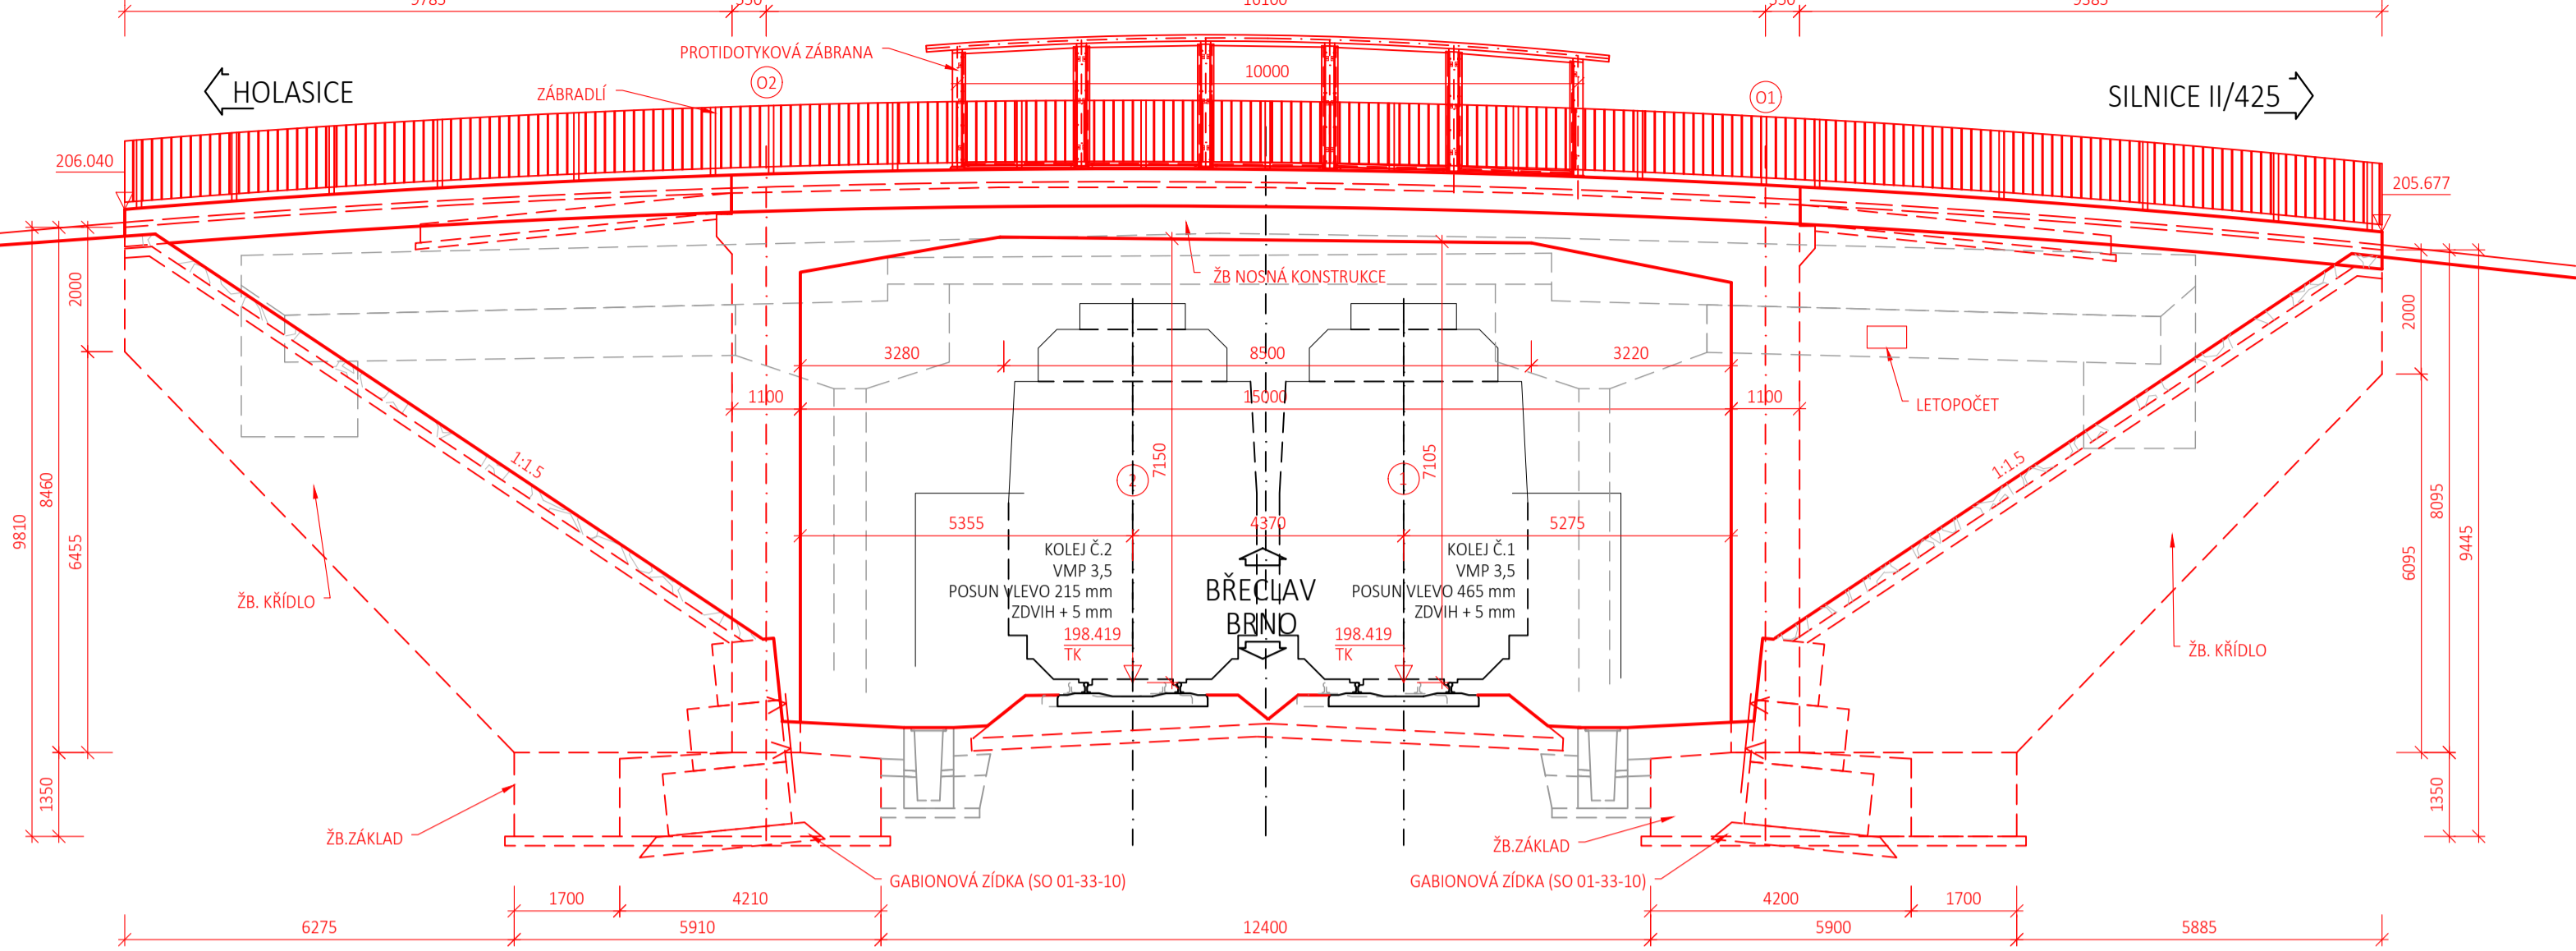 9785
550
16100
550
9385
PROTIDOTYKOVÁ ZÁBRANA
10000
HOLASICE
ZÁBRADLÍ
O2
O1
SILNICE II/425
206.040
205.677
ŽB NOSNÁ KONSTRUKCE
2000
2000
3280
8500
3220
1100
15000
1100
LETOPOČET
1:1.5
1:1.5
7150
7105
2
1
9810
8460
6455
6095
8095
9445
5355
4370
5275
KOLEJ Č.2
VMP 3,5
POSUN VLEVO 215 mm
ZDVIH + 5 mm
198.419
TK
BŘECLAV
BRNO
KOLEJ Č.1
VMP 3,5
POSUN VLEVO 465 mm
ZDVIH + 5 mm
198.419
TK
ŽB. KŘÍDLO
ŽB. KŘÍDLO
1350
1350
ŽB.ZÁKLAD
ŽB.ZÁKLAD
GABIONOVÁ ZÍDKA (SO 01-33-10)
GABIONOVÁ ZÍDKA (SO 01-33-10)
1700
4210
4200
1700
6275
5910
12400
5900
5885